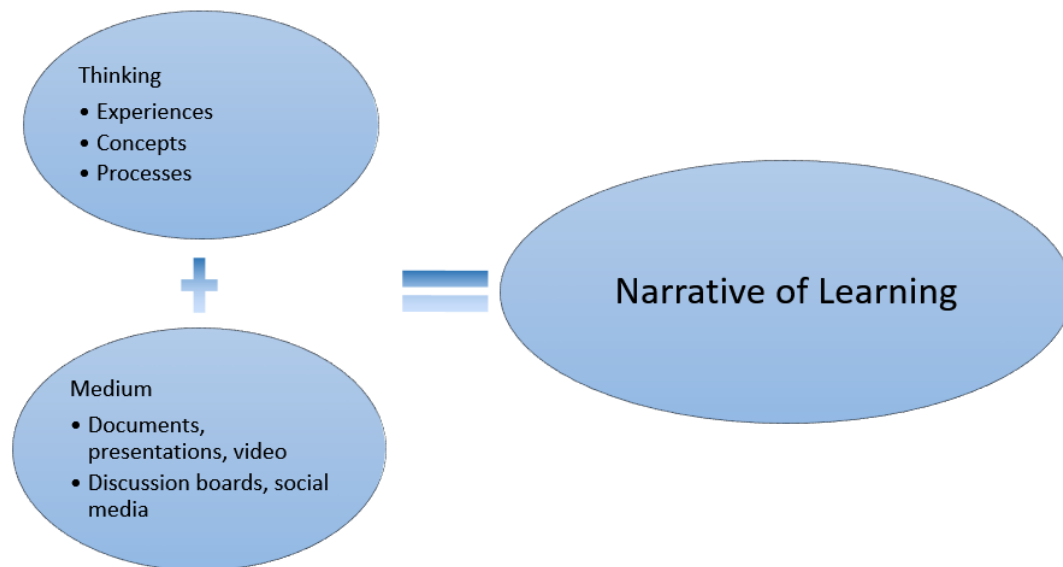 Thinking
• Experiences
• Concepts
• Processes
Medium
• Documents,
presentations, video
• Discussion boards, social
media
Narrative of Learning